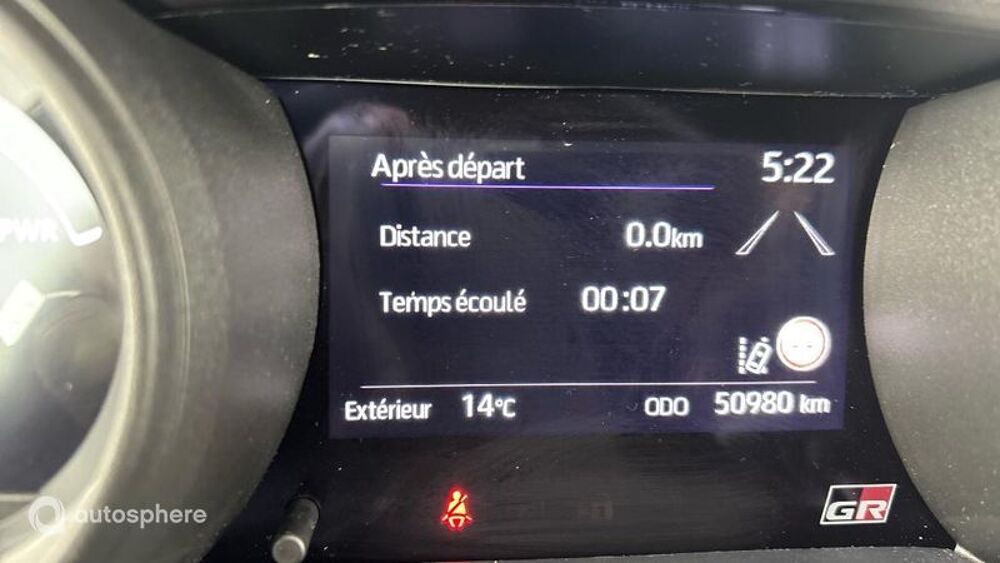 Après départ 5:22
Distance 0.0km
Temps écoulé 00:07
PWR
--
Extérieur 14°C ODO 50980 km
GR
autosphere